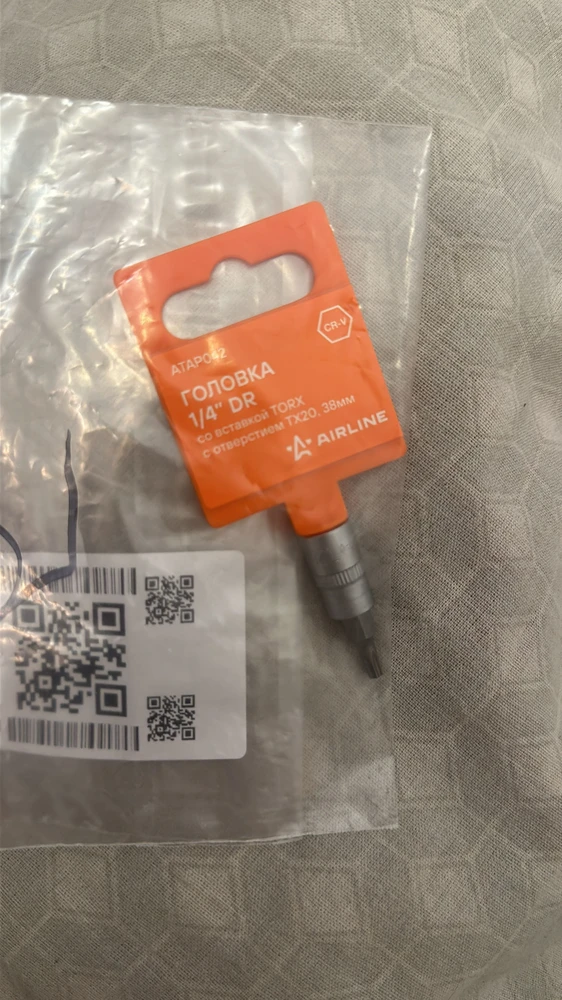 CR-V
ATAP042
ГОЛОВКА
1/4" DR
со вставкой TORX
с отверстием TX20, 38мм
AIRLINE